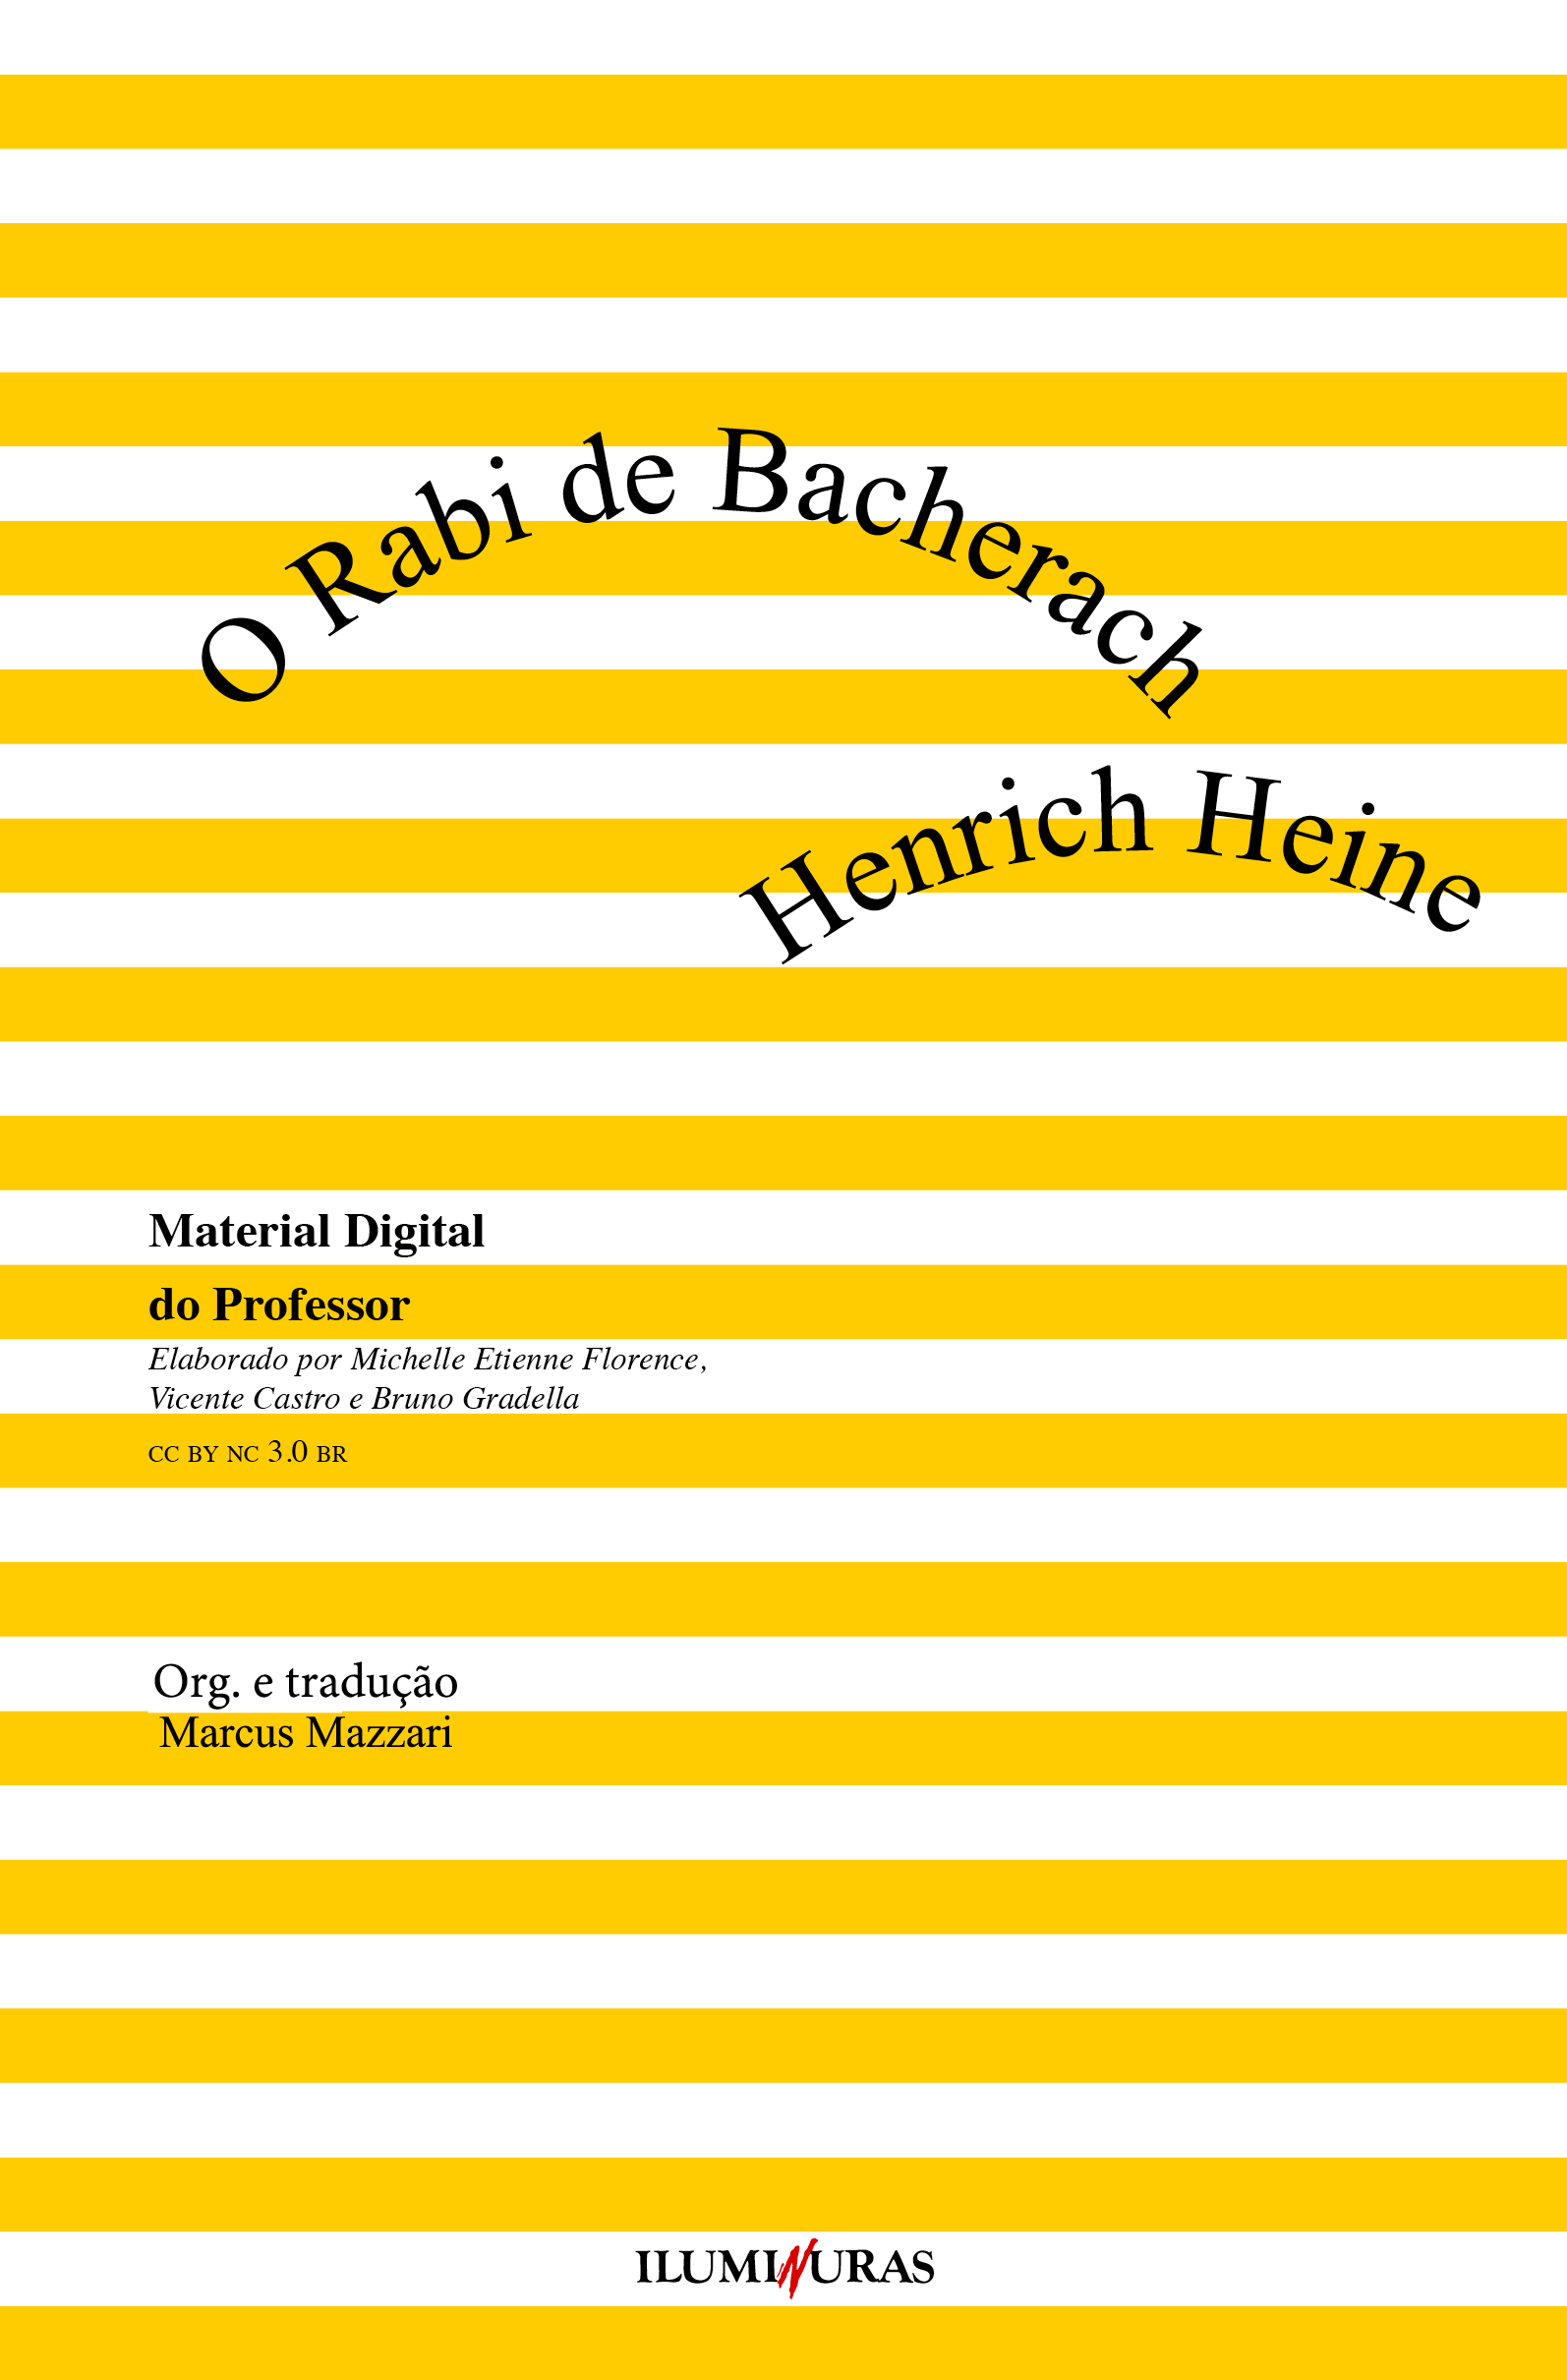 O Rabi de Bacherach
Henrich Heine
Material Digital
do Professor
Elaborado por Michelle Etienne Florence,
Vicente Castro e Bruno Gradella
CC BY NC 3.0 BR
Org. e tradução
Marcus Mazzari
ILUMINURAS